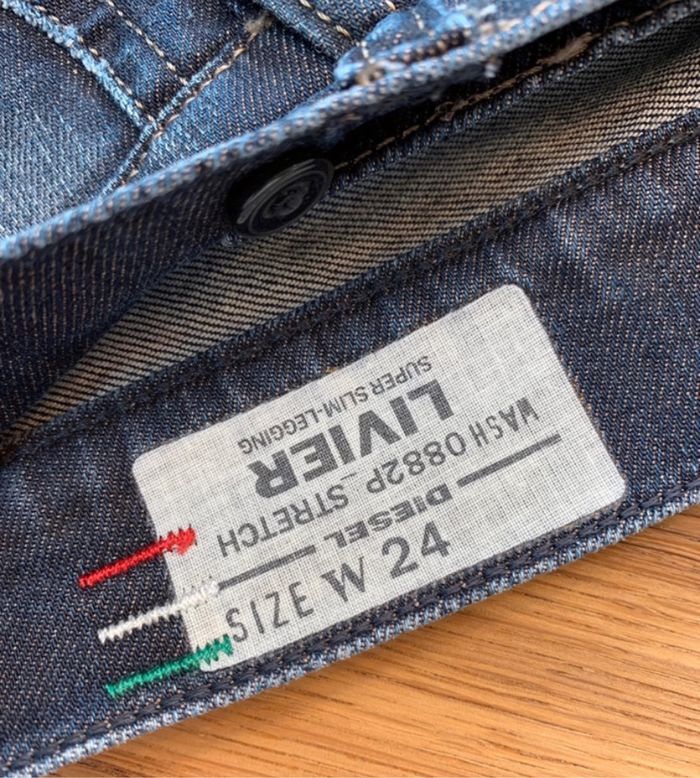 DIESEL
WASH 0882P_STRETCH
LIVIER
SUPER SLIM-LEGGING
SIZE W 24